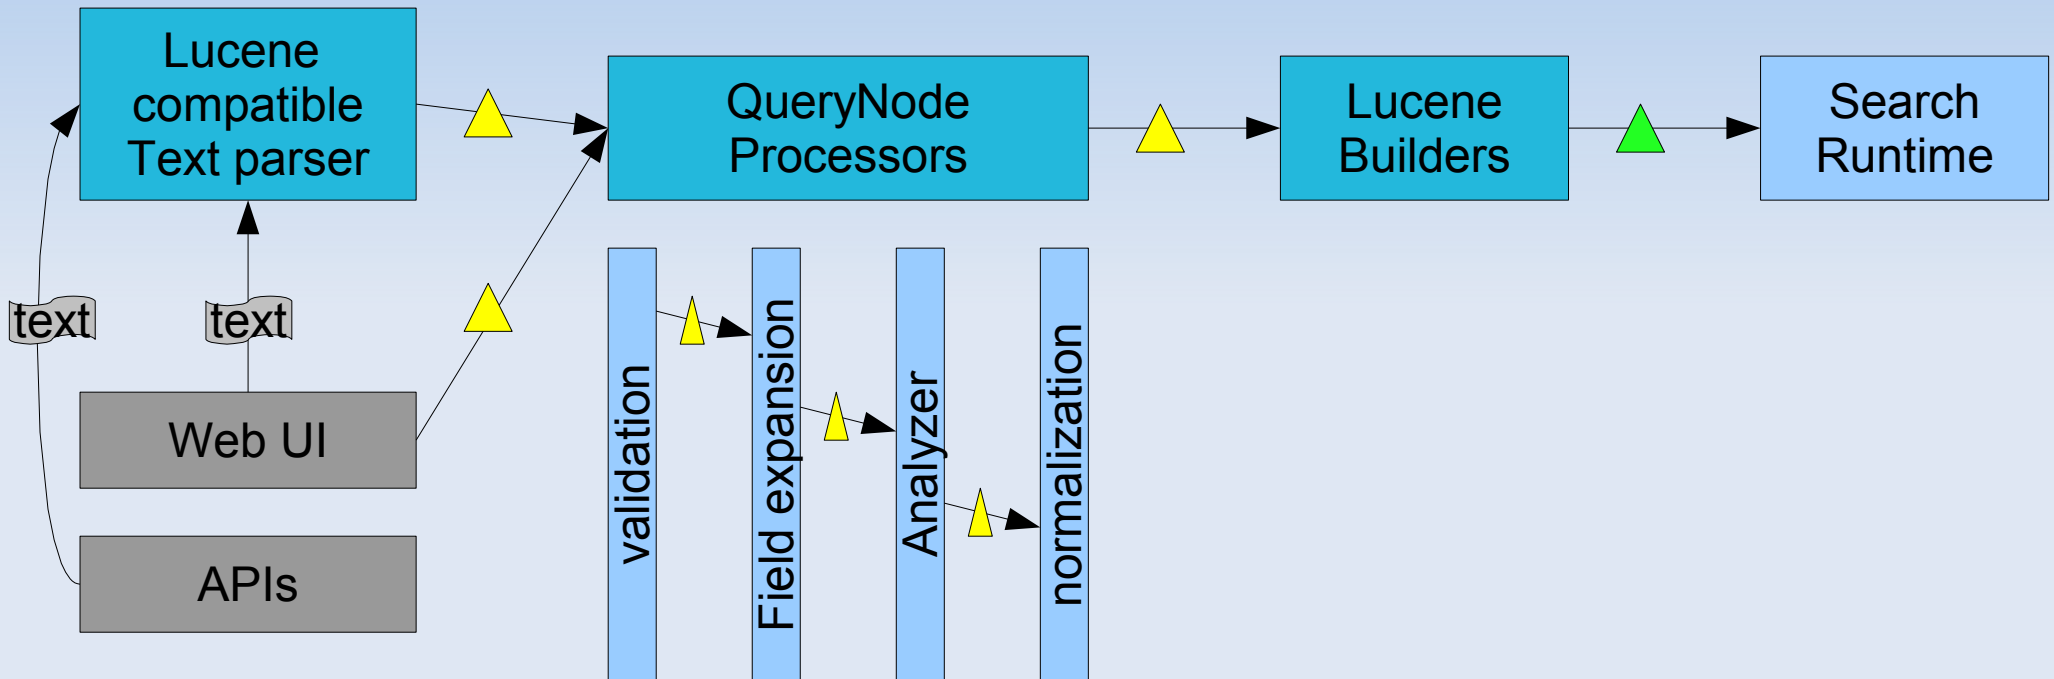 Lucene
compatible
Text parser
QueryNode
Processors
Lucene
Builders
Search
Runtime
text
text
Web UI
APIs
validation
Field expansion
Analyzer
normalization